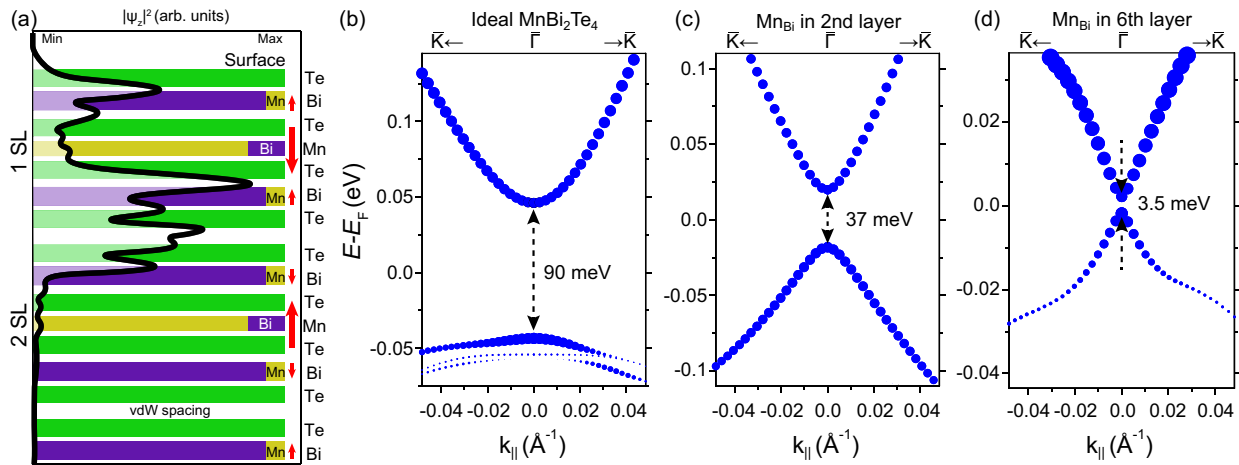 (a)
|ψz|² (arb. units)
Min
Max
Surface
Te
Mn
Bi
Te
Bi
Mn
Te
Mn
Bi
Te
1 SL
Te
Mn
Bi
Te
Bi
Mn
Te
Mn
Bi
Te
2 SL
vdW spacing
Te
Mn
Bi
(b)
Ideal MnBi₂Te₄
K̄←
Γ̄
→K̄
0.1
0.05
0.0
-0.05
E-E_F (eV)
90 meV
-0.04
-0.02
0.0
0.02
0.04
k|| (Å⁻¹)
(c)
Mn_Bi in 2nd layer
K̄←
Γ̄
→K̄
0.1
0.05
0.0
-0.05
-0.1
37 meV
-0.04
-0.02
0.0
0.02
0.04
k|| (Å⁻¹)
(d)
Mn_Bi in 6th layer
K̄←
Γ̄
→K̄
0.02
0.00
-0.02
-0.04
3.5 meV
-0.04
-0.02
0.0
0.02
0.04
k|| (Å⁻¹)